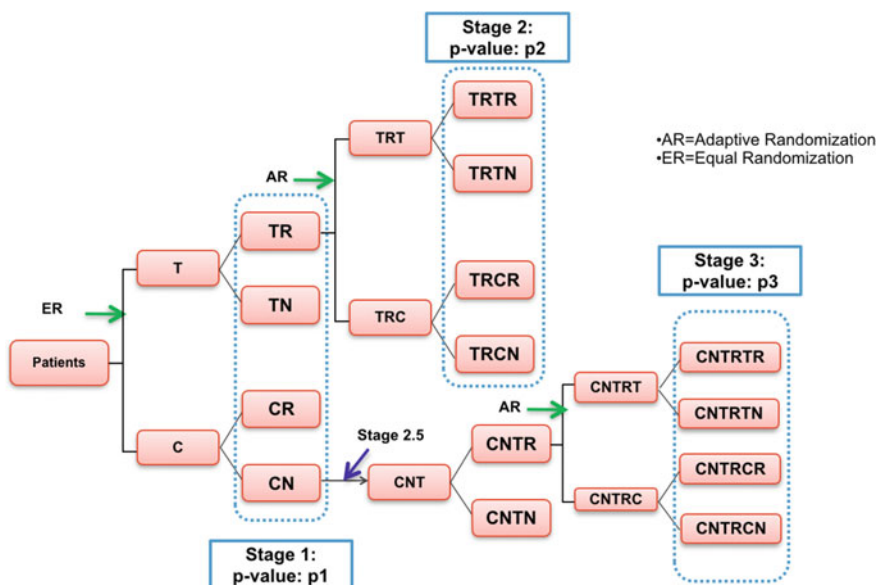 Stage 2:
p-value: p2
TRTR
TRT
•AR=Adaptive Randomization
•ER=Equal Randomization
AR
TRTN
TR
T
TRCR
Stage 3:
p-value: p3
ER
TN
TRC
TRCN
Patients
CNTRTR
CNTRT
CR
AR
CNTRTN
Stage 2.5
CNTR
C
CN
CNT
CNTRCR
CNTRC
CNTN
CNTRCN
Stage 1:
p-value: p1